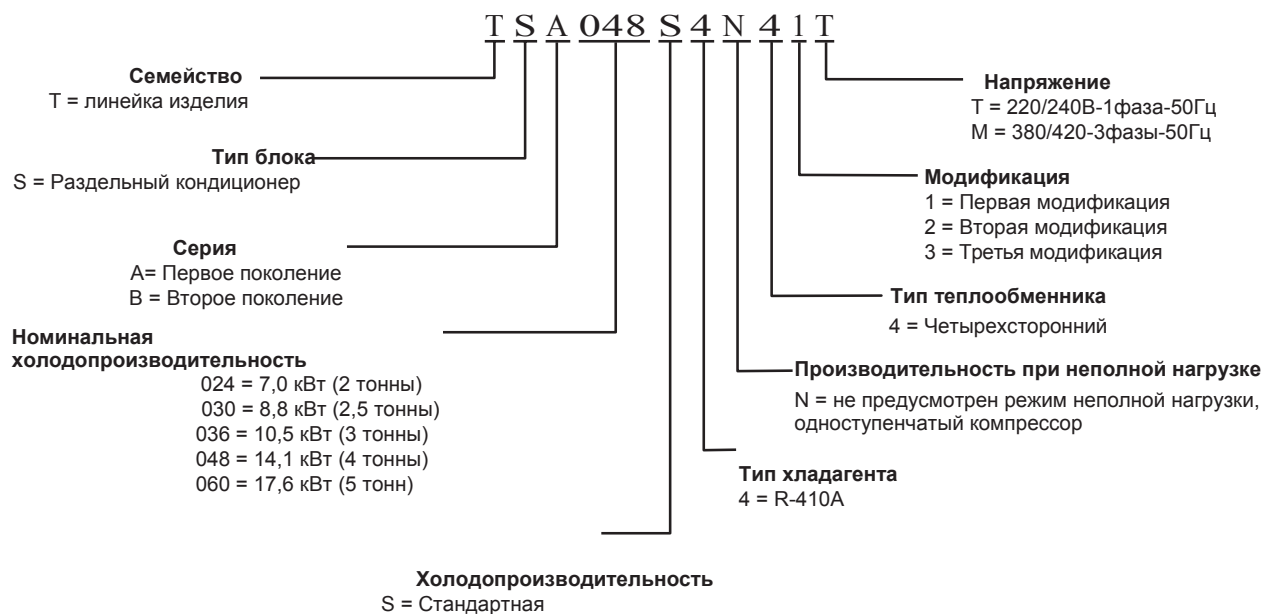 T S A 048 S 4 N 4 1 T
Семейство
Т = линейка изделия
Тип блока
S = Раздельный кондиционер
Серия
А= Первое поколение
В = Второе поколение
Номинальная
холодопроизводительность
024 = 7,0 кВт (2 тонны)
030 = 8,8 кВт (2,5 тонны)
036 = 10,5 кВт (3 тонны)
048 = 14,1 кВт (4 тонны)
060 = 17,6 кВт (5 тонн)
Холодопроизводительность
S = Стандартная
Напряжение
Т = 220/240В-1фаза-50Гц
М = 380/420-3фазы-50Гц
Модификация
1 = Первая модификация
2 = Вторая модификация
3 = Третья модификация
Тип теплообменника
4 = Четырехсторонний
Производительность при неполной нагрузке
N = не предусмотрен режим неполной нагрузки,
одноступенчатый компрессор
Тип хладагента
4 = R-410A